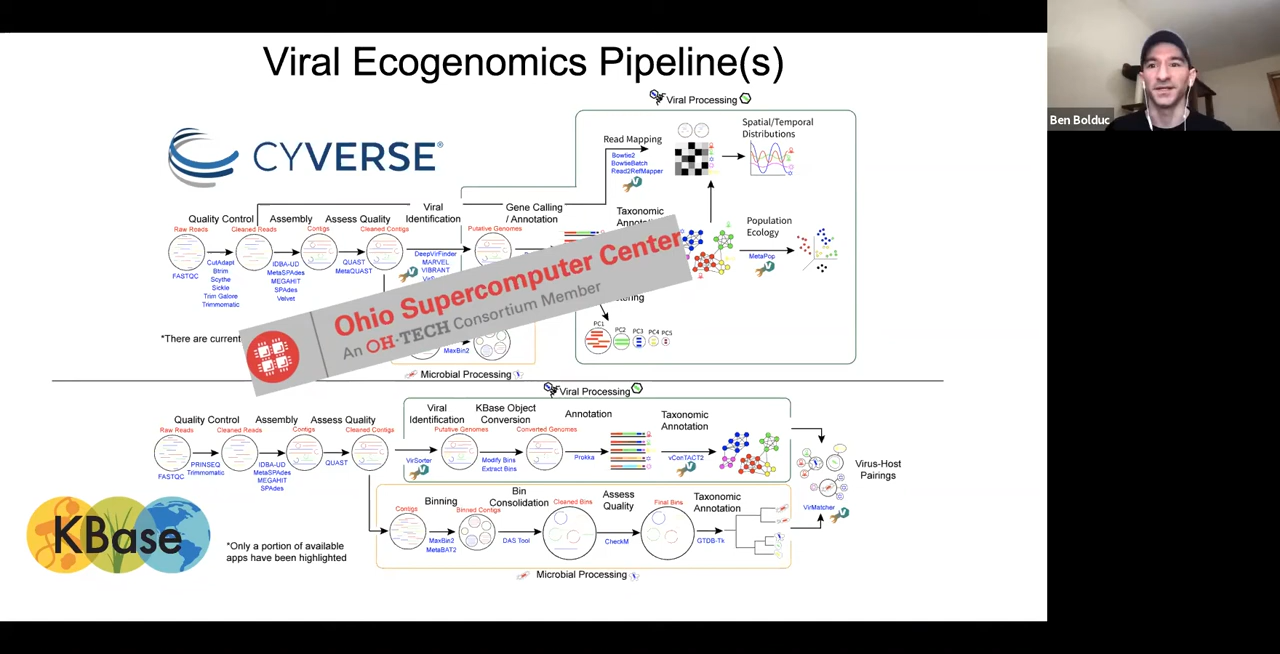 Viral Ecogenomics Pipeline(s)
Ben Bolduc
CYVERSE®
Viral Processing
Read Mapping
Bowtie2
BowtieBatch
Read2RefMapper
Spatial/Temporal
Distributions
Quality Control
Assembly
Assess Quality
Viral
Identification
Gene Calling
/ Annotation
Taxonomic
Population
Ecology
Raw Reads
Cleaned Reads
Contigs
Cleaned Contigs
Putative Genomes
FASTQC
CutAdapt
Btrim
Scythe
Sickle
Trim Galore
Trimmomatic
IDBA-UD
MetaSPAdes
MEGAHIT
SPAdes
Velvet
QUAST
MetaQUAST
DeepVirFinder
MARVEL
VIBRANT
MetaPop
Ohio Supercomputer Center
An OH·TECH Consortium Member
*There are
MaxBin2
PC1
PC2
PC3
PC4
PC5
Microbial Processing
Viral Processing
Quality Control
Assembly
Assess Quality
Viral
Identification
KBase Object
Conversion
Annotation
Taxonomic
Annotation
Raw Reads
Cleaned Reads
Contigs
Cleaned Contigs
Putative Genomes
Converted Genomes
FASTQC
PRINSEQ
Trimmomatic
IDBA-UD
MetaSPAdes
MEGAHIT
SPAdes
QUAST
VirSorter
Modify Bins
Extract Bins
Prokka
vConTACT2
Virus-Host
Pairings
VirMatcher
Binning
Bin
Consolidation
Assess
Quality
Taxonomic
Annotation
Contigs
Binned Contigs
Cleaned Bins
Final Bins
MaxBin2
MetaBAT2
DAS Tool
CheckM
GTDB-Tk
KBase
*Only a portion of available
apps have been highlighted
Microbial Processing